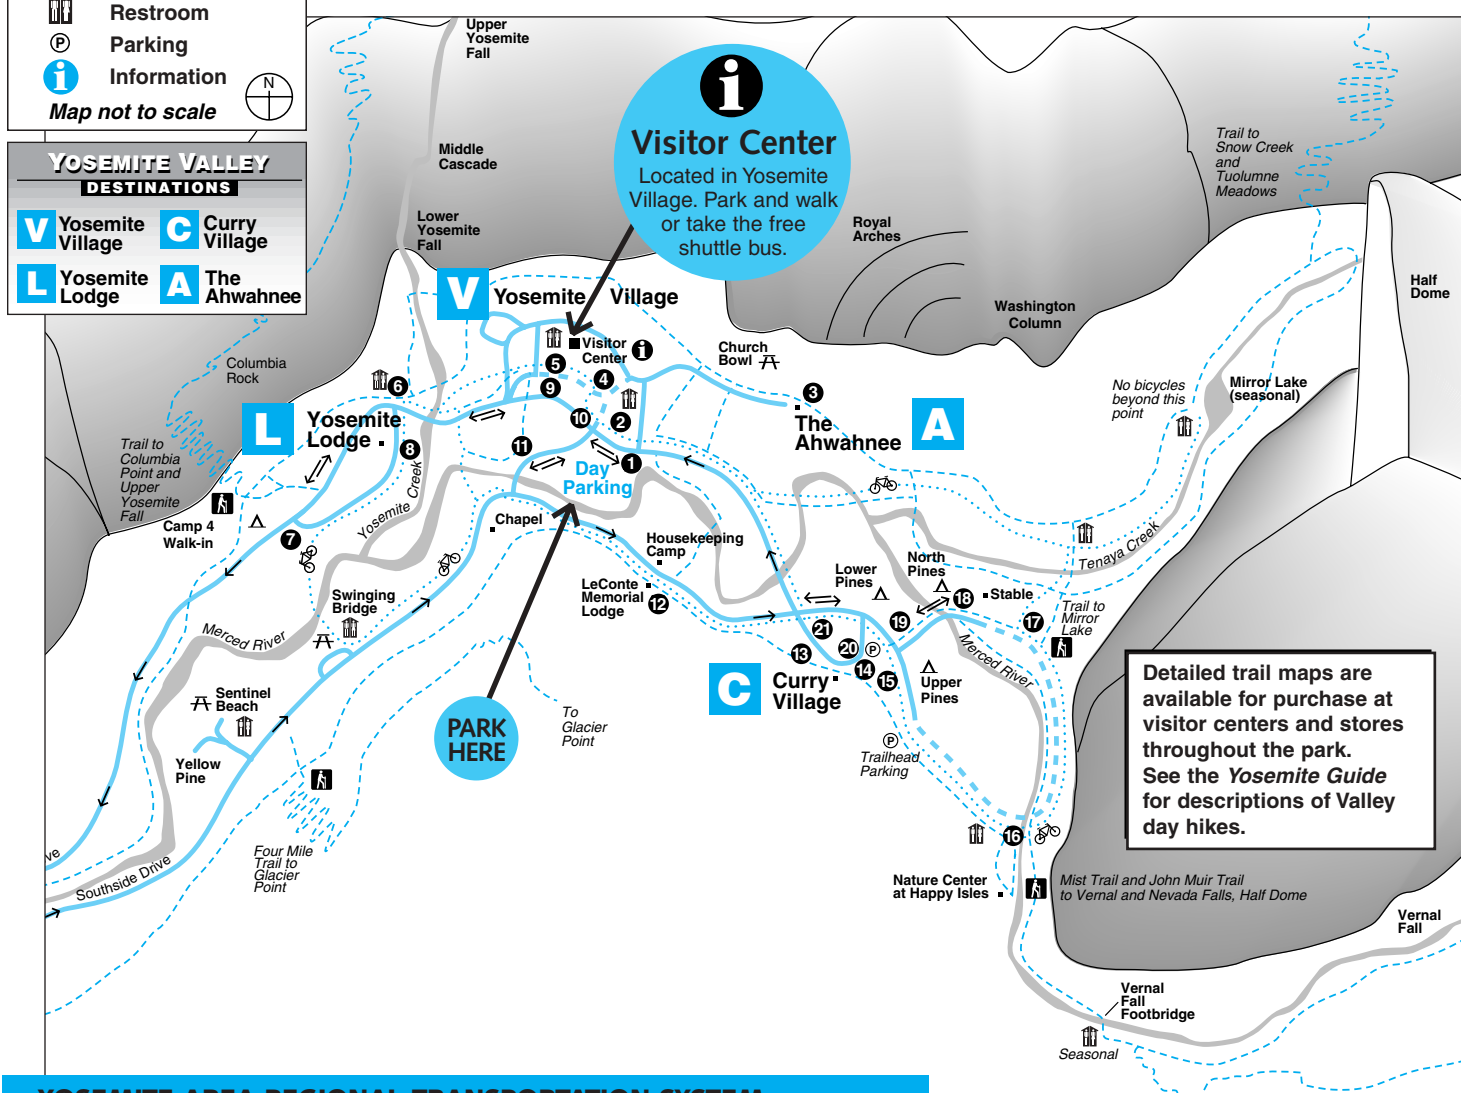 Restroom
P Parking
i Information
Map not to scale
N
YOSEMITE VALLEY
DESTINATIONS
V Yosemite
Village
C Curry
Village
L Yosemite
Lodge
A The
Ahwahnee
Upper
Yosemite
Fall
Middle
Cascade
Lower
Yosemite
Fall
i
Visitor Center
Located in Yosemite
Village. Park and walk
or take the free
shuttle bus.
Royal
Arches
Washington
Column
Trail to
Snow Creek
and
Tuolumne
Meadows
Half
Dome
V Yosemite Village
Visitor
Center
i
5
9
4
10
2
11
1
Church
Bowl
3
The
Ahwahnee
A
No bicycles
beyond this
point
Mirror Lake
(seasonal)
Columbia
Rock
6
L Yosemite
Lodge
8
Trail to
Columbia
Point and
Upper
Yosemite
Fall
Camp 4
Walk-in
7
Yosemite Creek
Day
Parking
Chapel
Housekeeping
Camp
LeConte
Memorial
Lodge
12
Swinging
Bridge
Merced River
Sentinel
Beach
Yellow
Pine
PARK
HERE
To
Glacier
Point
Four Mile
Trail to
Glacier
Point
ve
Southside Drive
Tenaya Creek
North
Pines
Lower
Pines
18
Stable
19
17
Trail to
Mirror
Lake
21
20
P
13
14
15
C Curry
Village
Upper
Pines
Merced River
P
Trailhead
Parking
16
Nature Center
at Happy Isles
Mist Trail and John Muir Trail
to Vernal and Nevada Falls, Half Dome
Detailed trail maps are
available for purchase at
visitor centers and stores
throughout the park.
See the Yosemite Guide
for descriptions of Valley
day hikes.
Vernal
Fall
Vernal
Fall
Footbridge
Seasonal
YOSEMITE AREA REGIONAL TRANSPORTATION SYSTEM